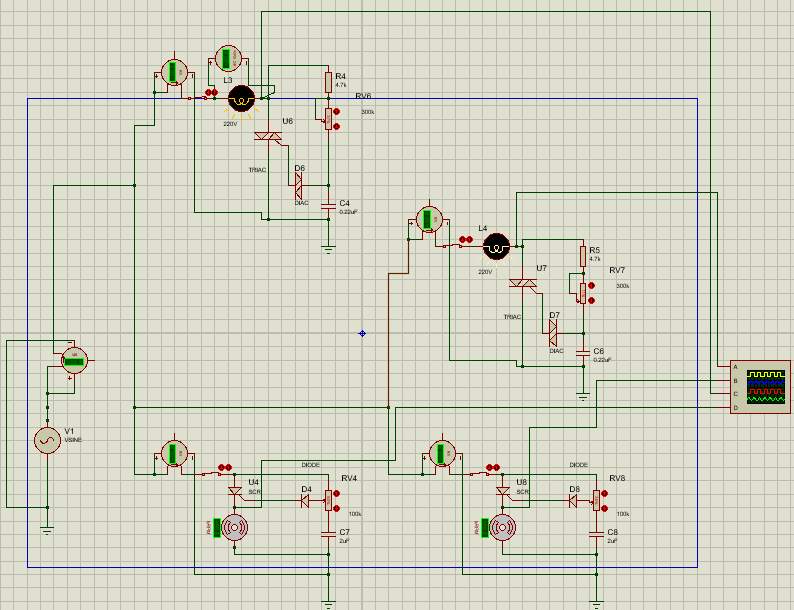 L3
220V
R4
4.7k
RV6
300k
U6
TRIAC
D6
DIAC
C4
0.22uF
L4
220V
R5
4.7k
RV7
300k
U7
TRIAC
D7
DIAC
C6
0.22uF
A
B
C
D
V1
VSINE
DIODE
U4
SCR
D4
RV4
100k
C7
2uF
DIODE
U8
SCR
D8
RV8
100k
C8
2uF